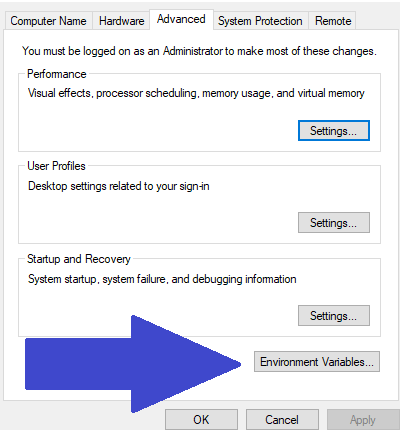 Computer Name Hardware Advanced System Protection Remote
You must be logged on as an Administrator to make most of these changes.
Performance
Visual effects, processor scheduling, memory usage, and virtual memory
Settings...
User Profiles
Desktop settings related to your sign-in
Settings...
Startup and Recovery
System startup, system failure, and debugging information
Settings...
Environment Variables...
OK Cancel Apply